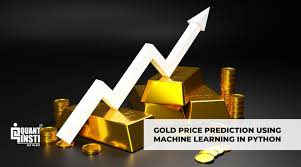 QUANT
INSTI
GOLD PRICE PREDICTION USING
MACHINE LEARNING IN PYTHON